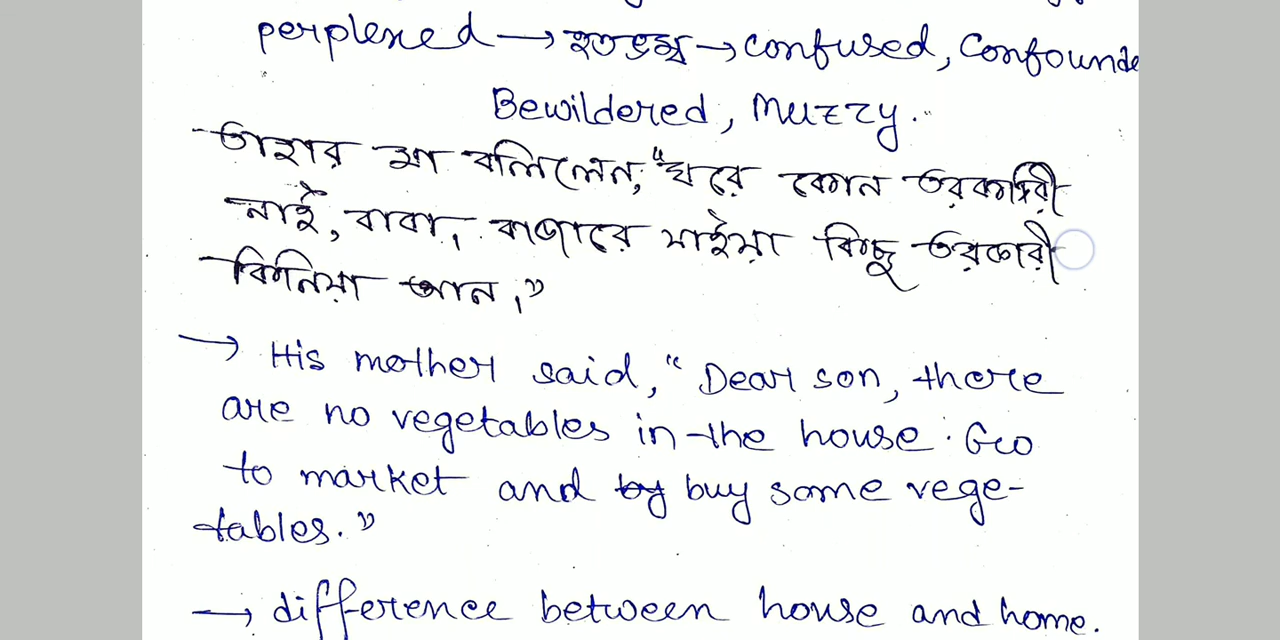 perplexed → হতভম্ব → confused, Confounde
Bewildered, Muzzy.
তাহার মা বলিলেন, "ঘরে কোন তরকারী
নাই, বাবা, বাজারে যাইয়া কিছু তরকারী
কিনিয়া আন।"
→ His mother said, "Dear son, there
are no vegetables in the house. Go
to market and by buy some vege-
tables."
→ difference between house and home.